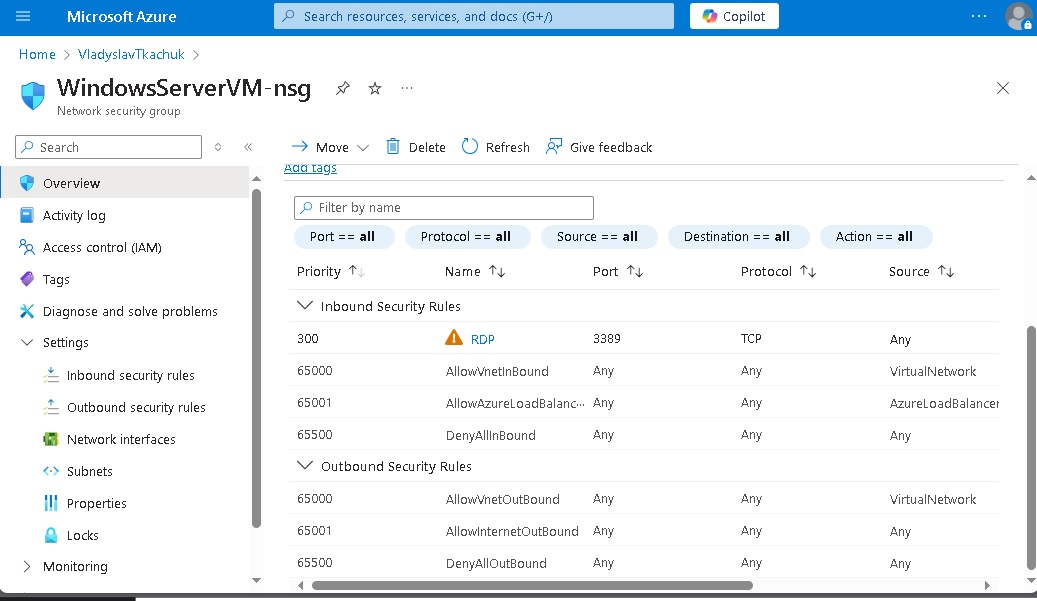 Microsoft Azure
Search resources, services, and docs (G+/)
Copilot
Home > VladyslavTkachuk >
WindowsServerVM-nsg
Network security group
Search
Move
Delete
Refresh
Give feedback
Add tags
Overview
Activity log
Access control (IAM)
Tags
Diagnose and solve problems
Settings
Inbound security rules
Outbound security rules
Network interfaces
Subnets
Properties
Locks
Monitoring
Filter by name
Port == all
Protocol == all
Source == all
Destination == all
Action == all
Priority Name Port Protocol Source
Inbound Security Rules
300 RDP 3389 TCP Any
65000 AllowVnetInBound Any Any VirtualNetwork
65001 AllowAzureLoadBalanc... Any Any AzureLoadBalancer
65500 DenyAllInBound Any Any Any
Outbound Security Rules
65000 AllowVnetOutBound Any Any VirtualNetwork
65001 AllowInternetOutBound Any Any Any
65500 DenyAllOutBound Any Any Any